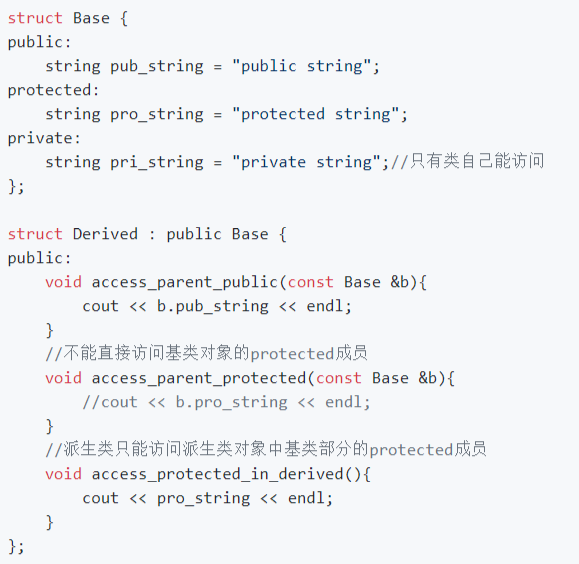 struct Base {
public:
    string pub_string = "public string";
protected:
    string pro_string = "protected string";
private:
    string pri_string = "private string";//只有类自己能访问
};

struct Derived : public Base {
public:
    void access_parent_public(const Base &b){
        cout << b.pub_string << endl;
    }
    //不能直接访问基类对象的protected成员
    void access_parent_protected(const Base &b){
        //cout << b.pro_string << endl;
    }
    //派生类只能访问派生类对象中基类部分的protected成员
    void access_protected_in_derived(){
        cout << pro_string << endl;
    }
};